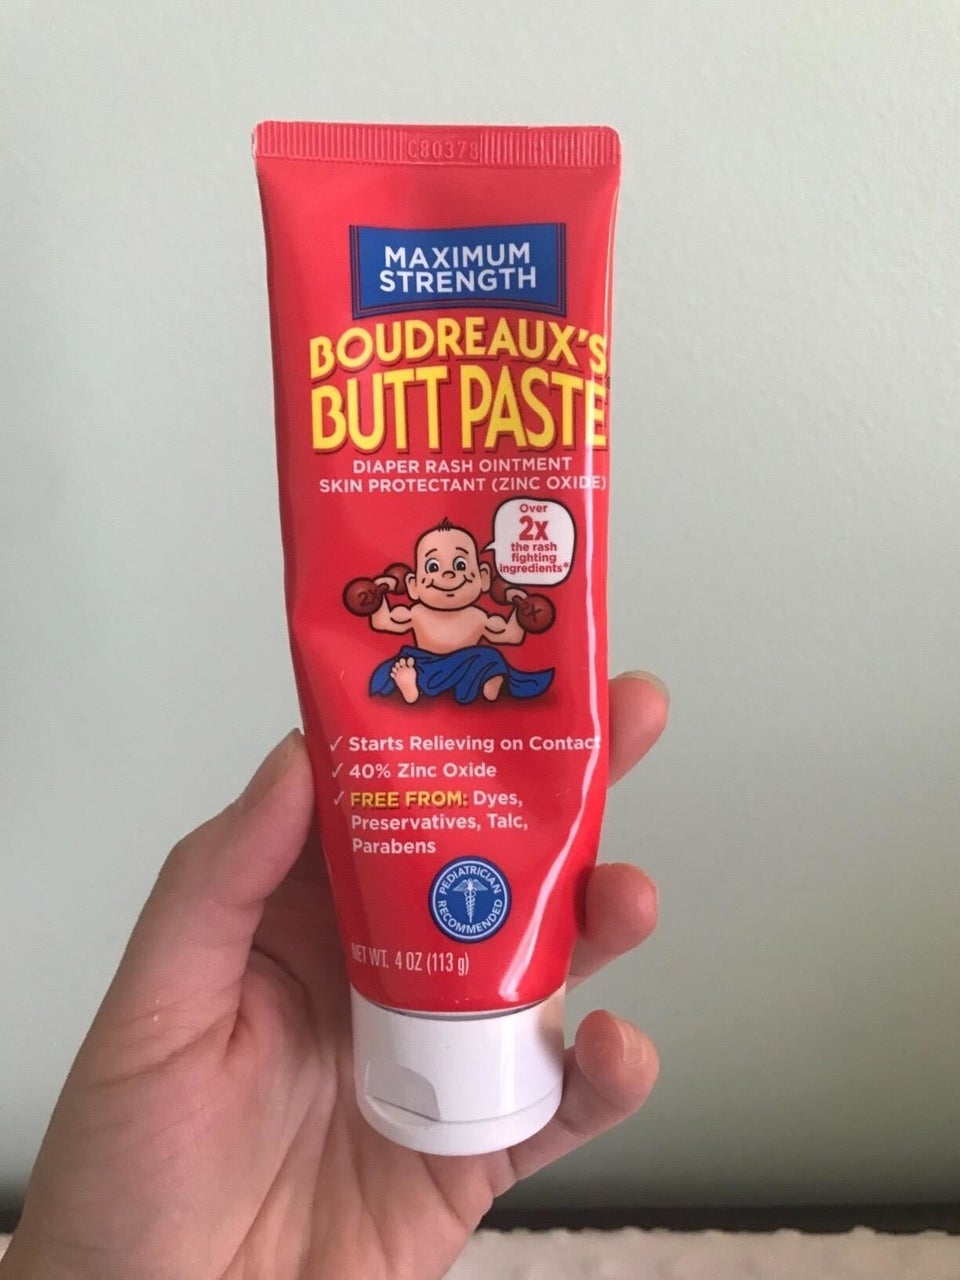 C80378
MAXIMUM
STRENGTH
BOUDREAUX'S
BUTT PASTE
DIAPER RASH OINTMENT
SKIN PROTECTANT (ZINC OXIDE)
Over
2x
the rash
fighting
ingredients*
2X
2X
✓ Starts Relieving on Contact
✓ 40% Zinc Oxide
✓ FREE FROM: Dyes,
Preservatives, Talc,
Parabens
PEDIATRICIAN
RECOMMENDED
NET WT. 4 OZ (113 g)